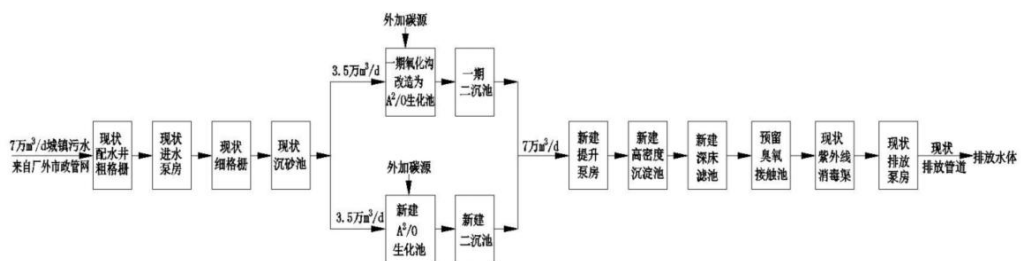 7万m³/d城镇污水
来自厂外市政管网
现状
配水井
粗格栅
现状
进水
泵房
现状
细格栅
现状
沉砂池
3.5万m³/d
外加碳源
一期氧化沟
改造为
A²/O生化池
一期
二沉池
3.5万m³/d
外加碳源
新建
A²/O
生化池
新建
二沉池
7万m³/d
新建
提升
泵房
新建
高密度
沉淀池
新建
深床
滤池
预留
臭氧
接触池
现状
紫外线
消毒渠
现状
排放
泵房
现状
排放管道
排放水体